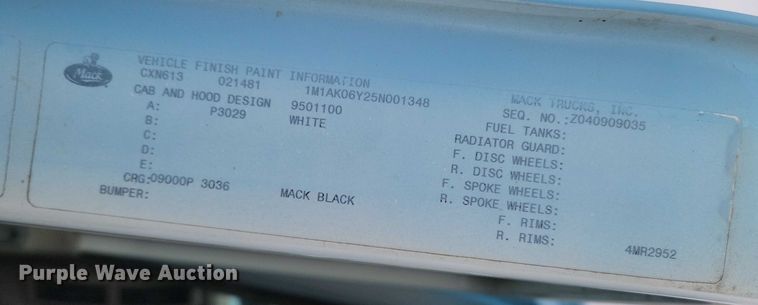 Mack
VEHICLE FINISH PAINT INFORMATION
CXN613 021481 1M1AK06Y25N001348 MACK TRUCKS, INC.
CAB AND HOOD DESIGN 9501100 SEQ. NO.:Z040909035
A: P3029 WHITE FUEL TANKS:
B: RADIATOR GUARD:
C: F. DISC WHEELS:
D: R. DISC WHEELS:
E: F. SPOKE WHEELS:
CRG:09000P 3036 MACK BLACK R. SPOKE WHEELS:
BUMPER: F. RIMS:
R. RIMS: 4MR2952
Purple Wave Auction